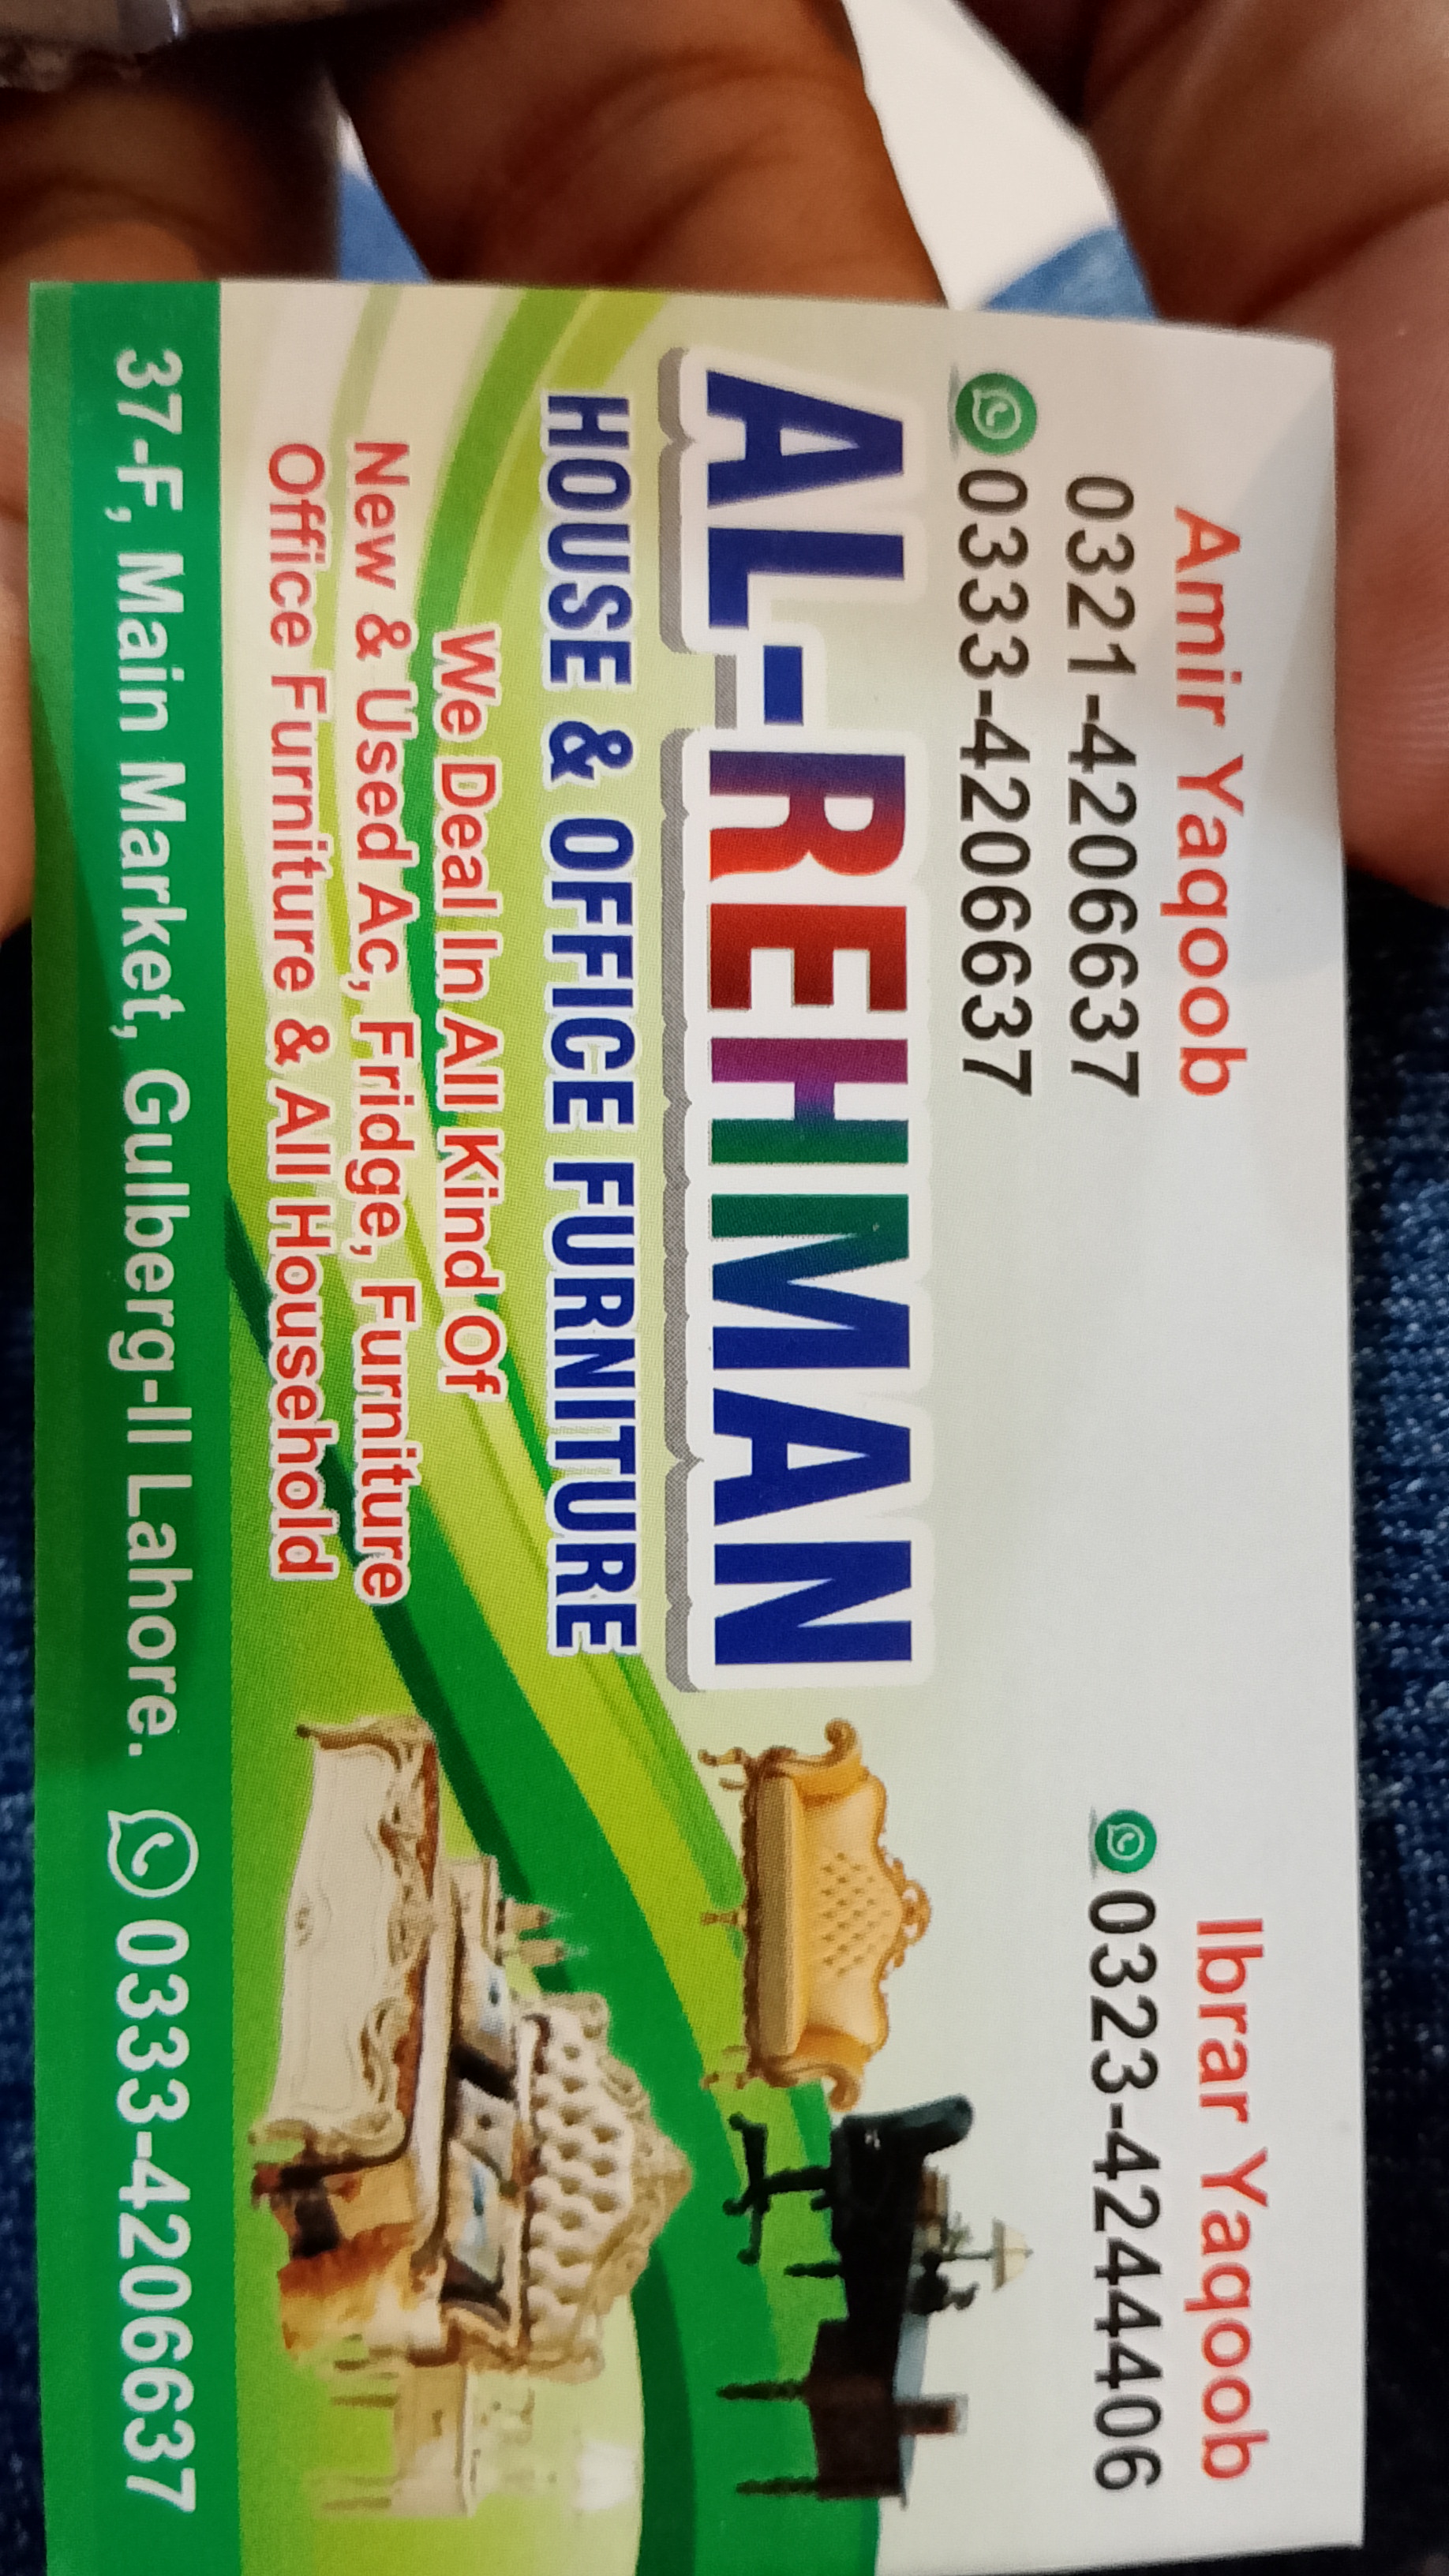 Amir Yaqoob
0321-4206637
0333-4206637
Ibrar Yaqoob
0323-4244406
AL-REHMAN
HOUSE & OFFICE FURNITURE
We Deal In All Kind Of
New & Used Ac, Fridge, Furniture
Office Furniture & All Household
37-F, Main Market, Gulberg-II Lahore. 0333-4206637